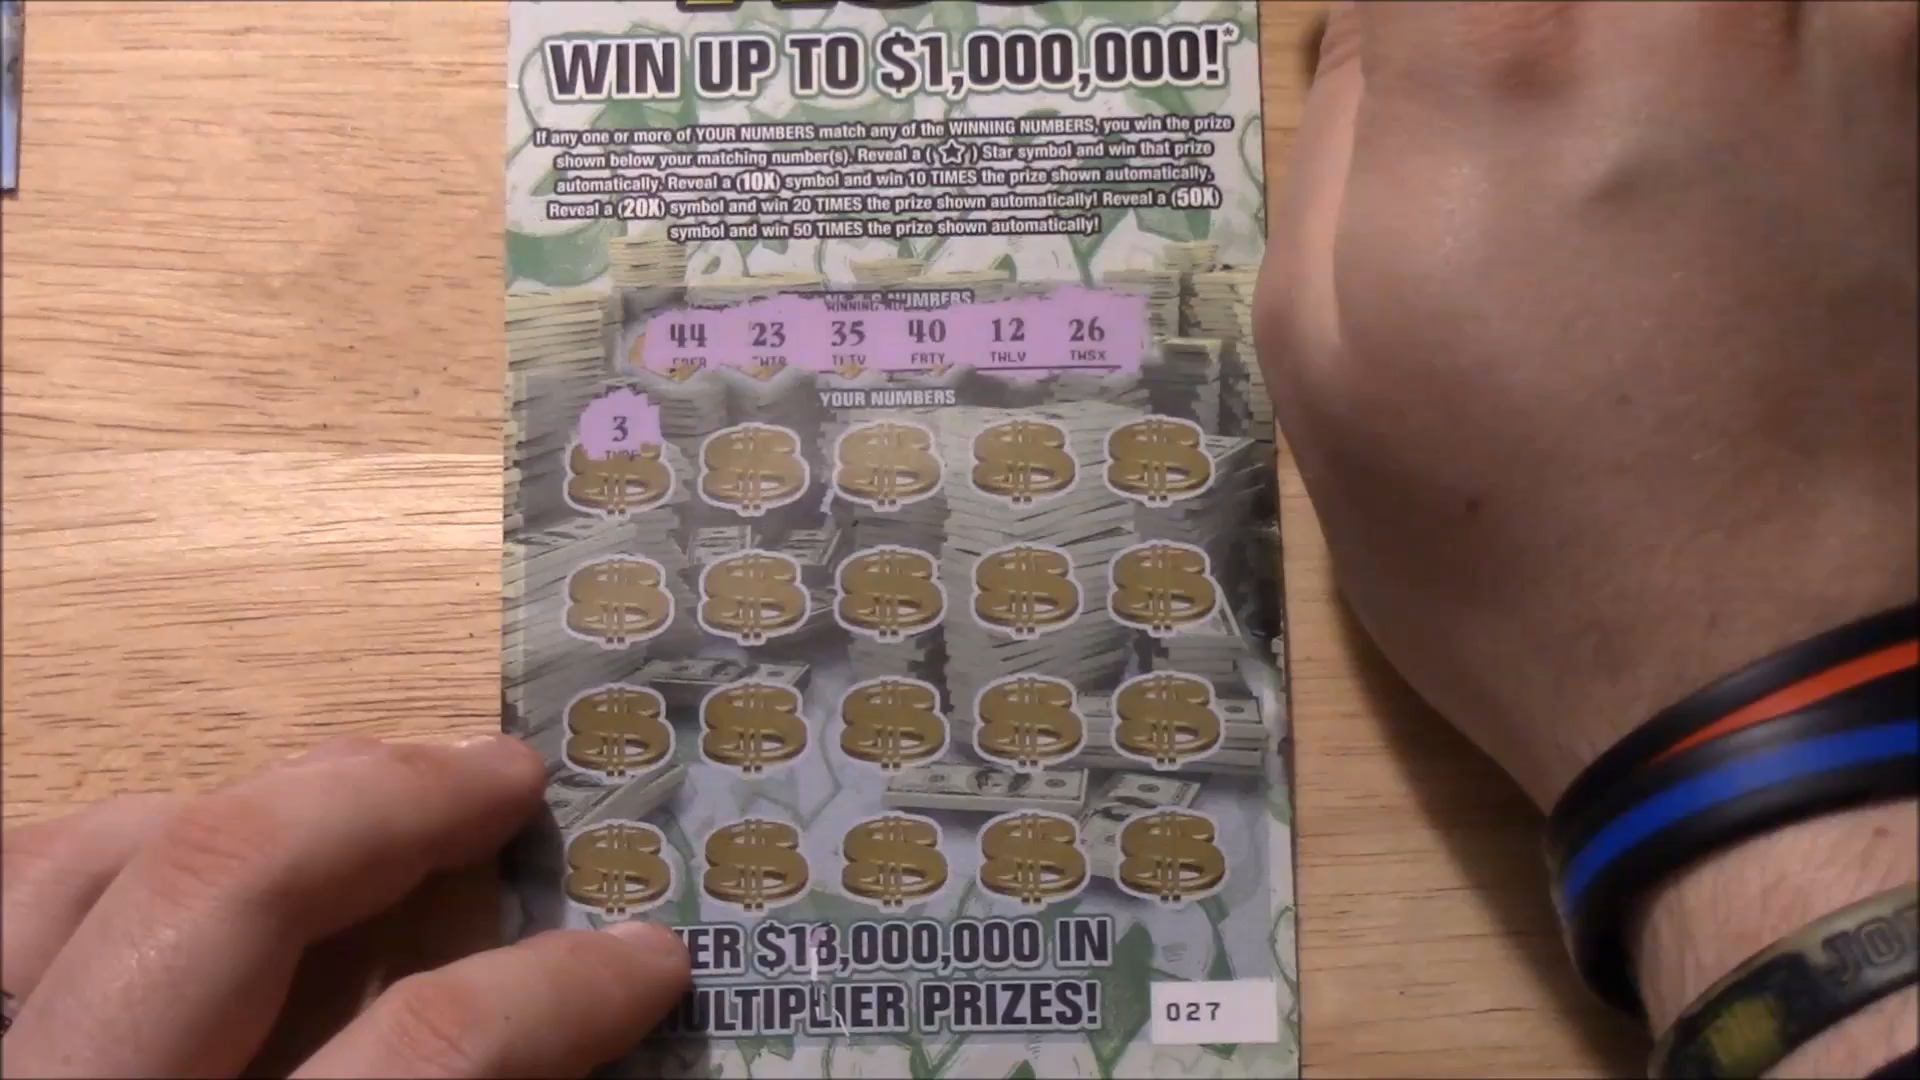 WIN UP TO $1,000,000!*
If any one or more of YOUR NUMBERS match any of the WINNING NUMBERS, you win the prize
shown below your matching number(s). Reveal a (☆) Star symbol and win that prize
automatically. Reveal a (10X) symbol and win 10 TIMES the prize shown automatically.
Reveal a (20X) symbol and win 20 TIMES the prize shown automatically! Reveal a (50X)
symbol and win 50 TIMES the prize shown automatically!
WINNING NUMBERS
44 23 35 40 12 26
FRTY TWLV TWSX
YOUR NUMBERS
3
ER $18,000,000 IN
ULTIPLIER PRIZES!
027